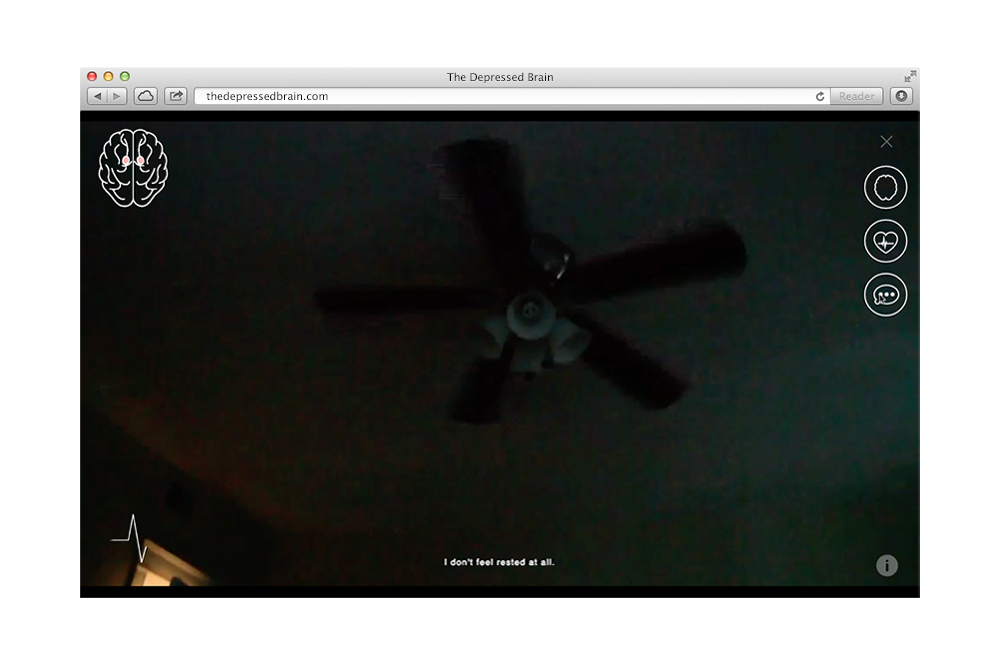 The Depressed Brain
thedepressedbrain.com
Reader
I don't feel rested at all.
i